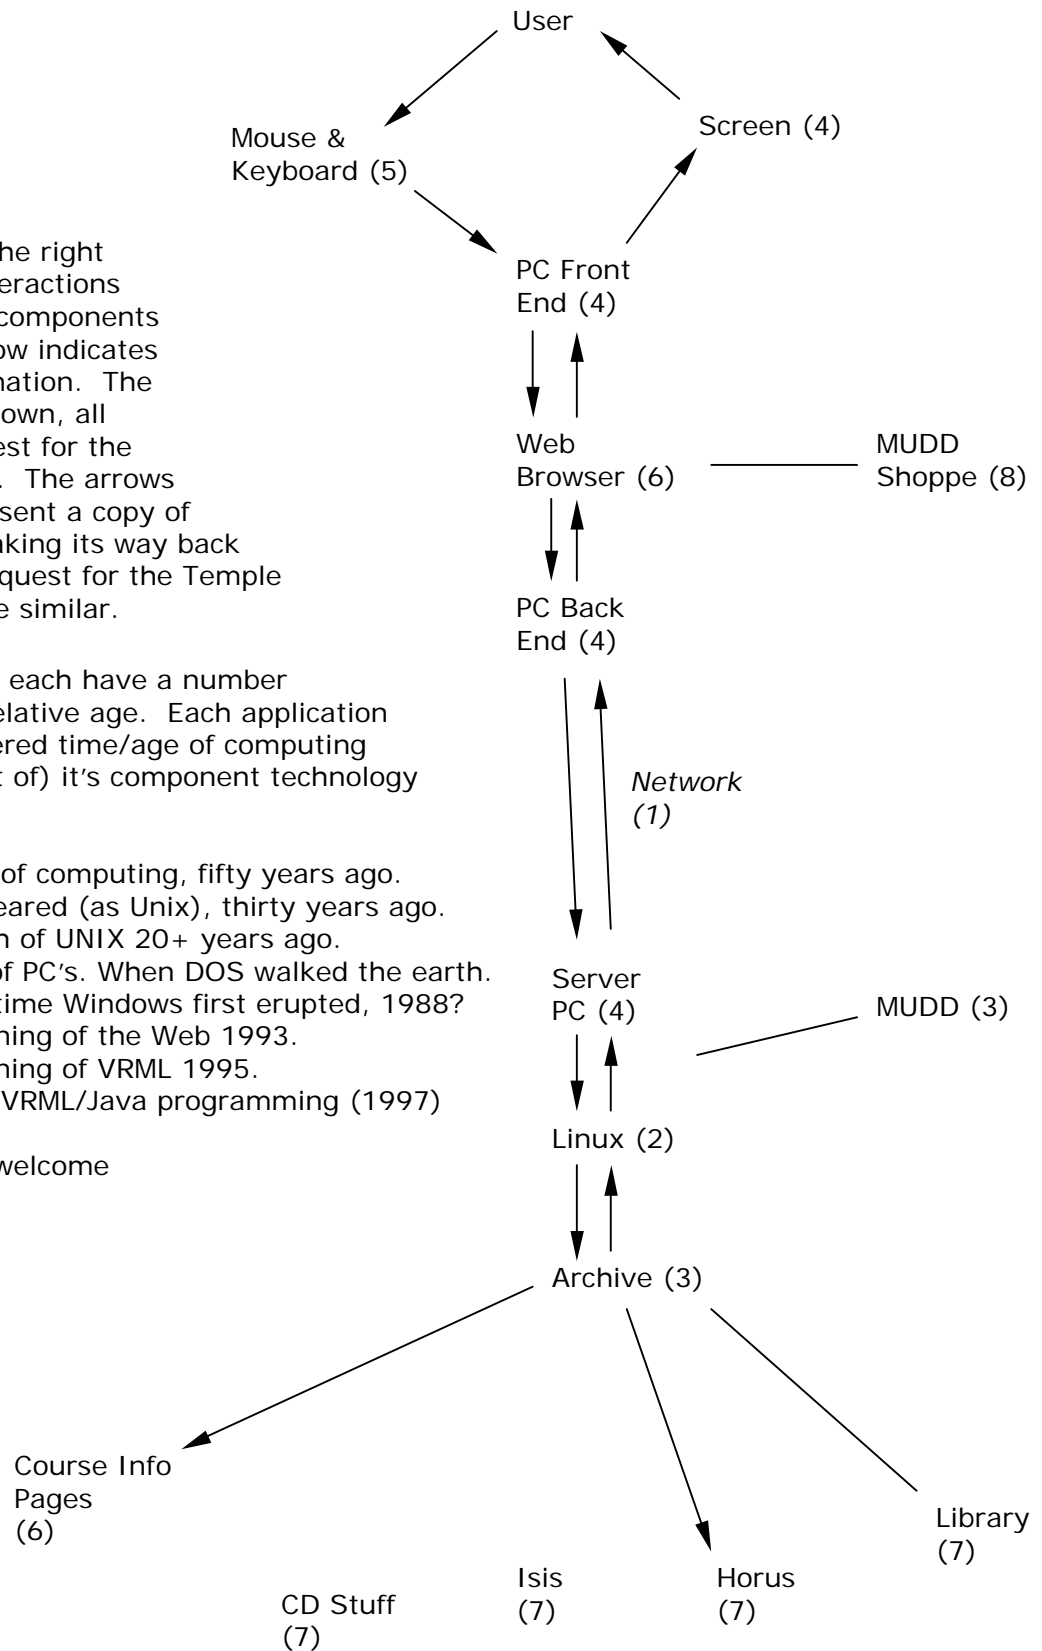 User
Screen (4)
Mouse &
Keyboard (5)
he right
eractions
components
ow indicates
nation.  The
own, all
est for the
.  The arrows
sent a copy of
aking its way back
quest for the Temple
e similar.
PC Front
End (4)
Web
Browser (6)
MUDD
Shoppe (8)
PC Back
End (4)
each have a number
elative age.  Each application
ered time/age of computing
t of) it's component technology
Network
(1)
of computing, fifty years ago.
eared (as Unix), thirty years ago.
n of UNIX 20+ years ago.
of PC's. When DOS walked the earth.
time Windows first erupted, 1988?
ning of the Web 1993.
ning of VRML 1995.
VRML/Java programming (1997)
welcome
Server
PC (4)
MUDD (3)
Linux (2)
Archive (3)
Course Info
Pages
(6)
CD Stuff
(7)
Isis
(7)
Horus
(7)
Library
(7)